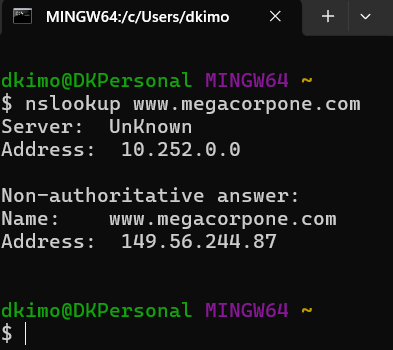 MINGW64:/c/Users/dkimo
dkimo@DKPersonal MINGW64 ~
$ nslookup www.megacorpone.com
Server:  UnKnown
Address:  10.252.0.0
Non-authoritative answer:
Name:    www.megacorpone.com
Address:  149.56.244.87
dkimo@DKPersonal MINGW64 ~
$